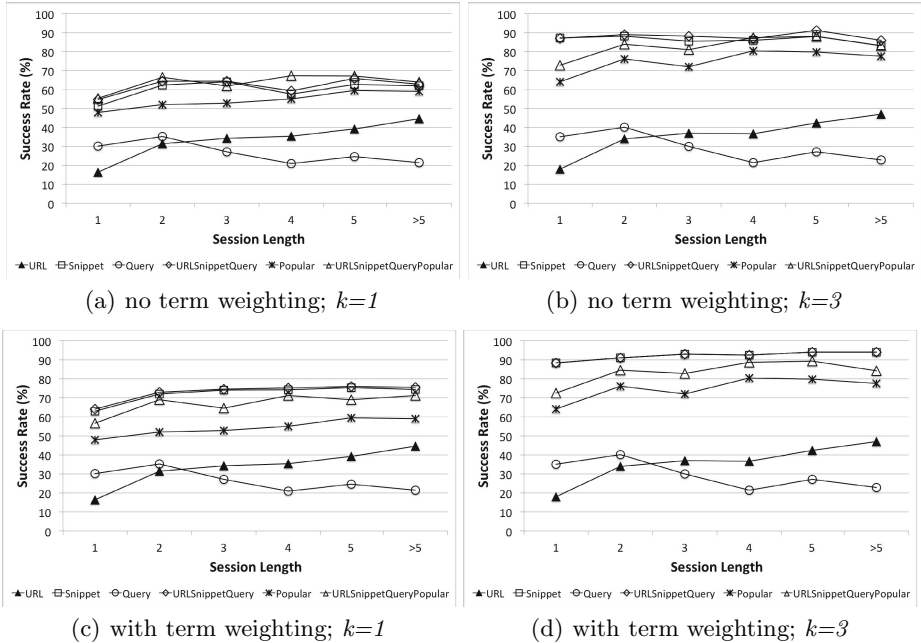 100
90
80
70
60
50
40
30
20
10
0
Success Rate (%)
1 2 3 4 5 >5
Session Length
URL Snippet Query URLSnippetQuery Popular URLSnippetQueryPopular
(a) no term weighting; k=1
100
90
80
70
60
50
40
30
20
10
0
Success Rate (%)
1 2 3 4 5 >5
Session Length
URL Snippet Query URLSnippetQuery Popular URLSnippetQueryPopular
(b) no term weighting; k=3
100
90
80
70
60
50
40
30
20
10
0
Success Rate (%)
1 2 3 4 5 >5
Session Length
URL Snippet Query URLSnippetQuery Popular URLSnippetQueryPopular
(c) with term weighting; k=1
100
90
80
70
60
50
40
30
20
10
0
Success Rate (%)
1 2 3 4 5 >5
Session Length
URL Snippet Query URLSnippetQuery Popular URLSnippetQueryPopular
(d) with term weighting; k=3